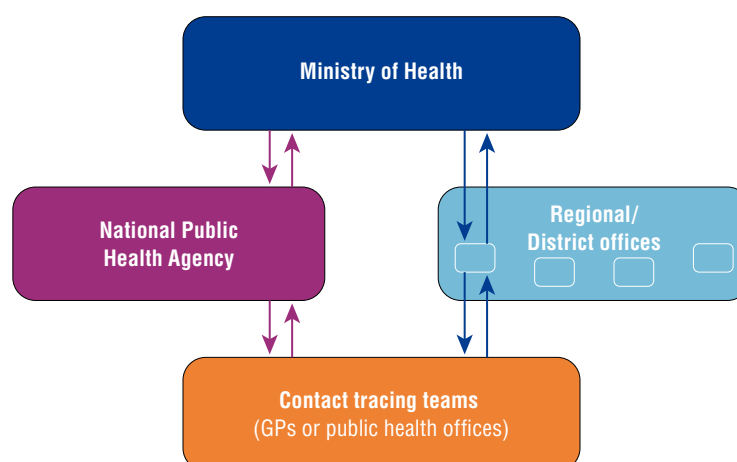 Ministry of Health
National Public
Health Agency
Regional/
District offices
Contact tracing teams
(GPs or public health offices)